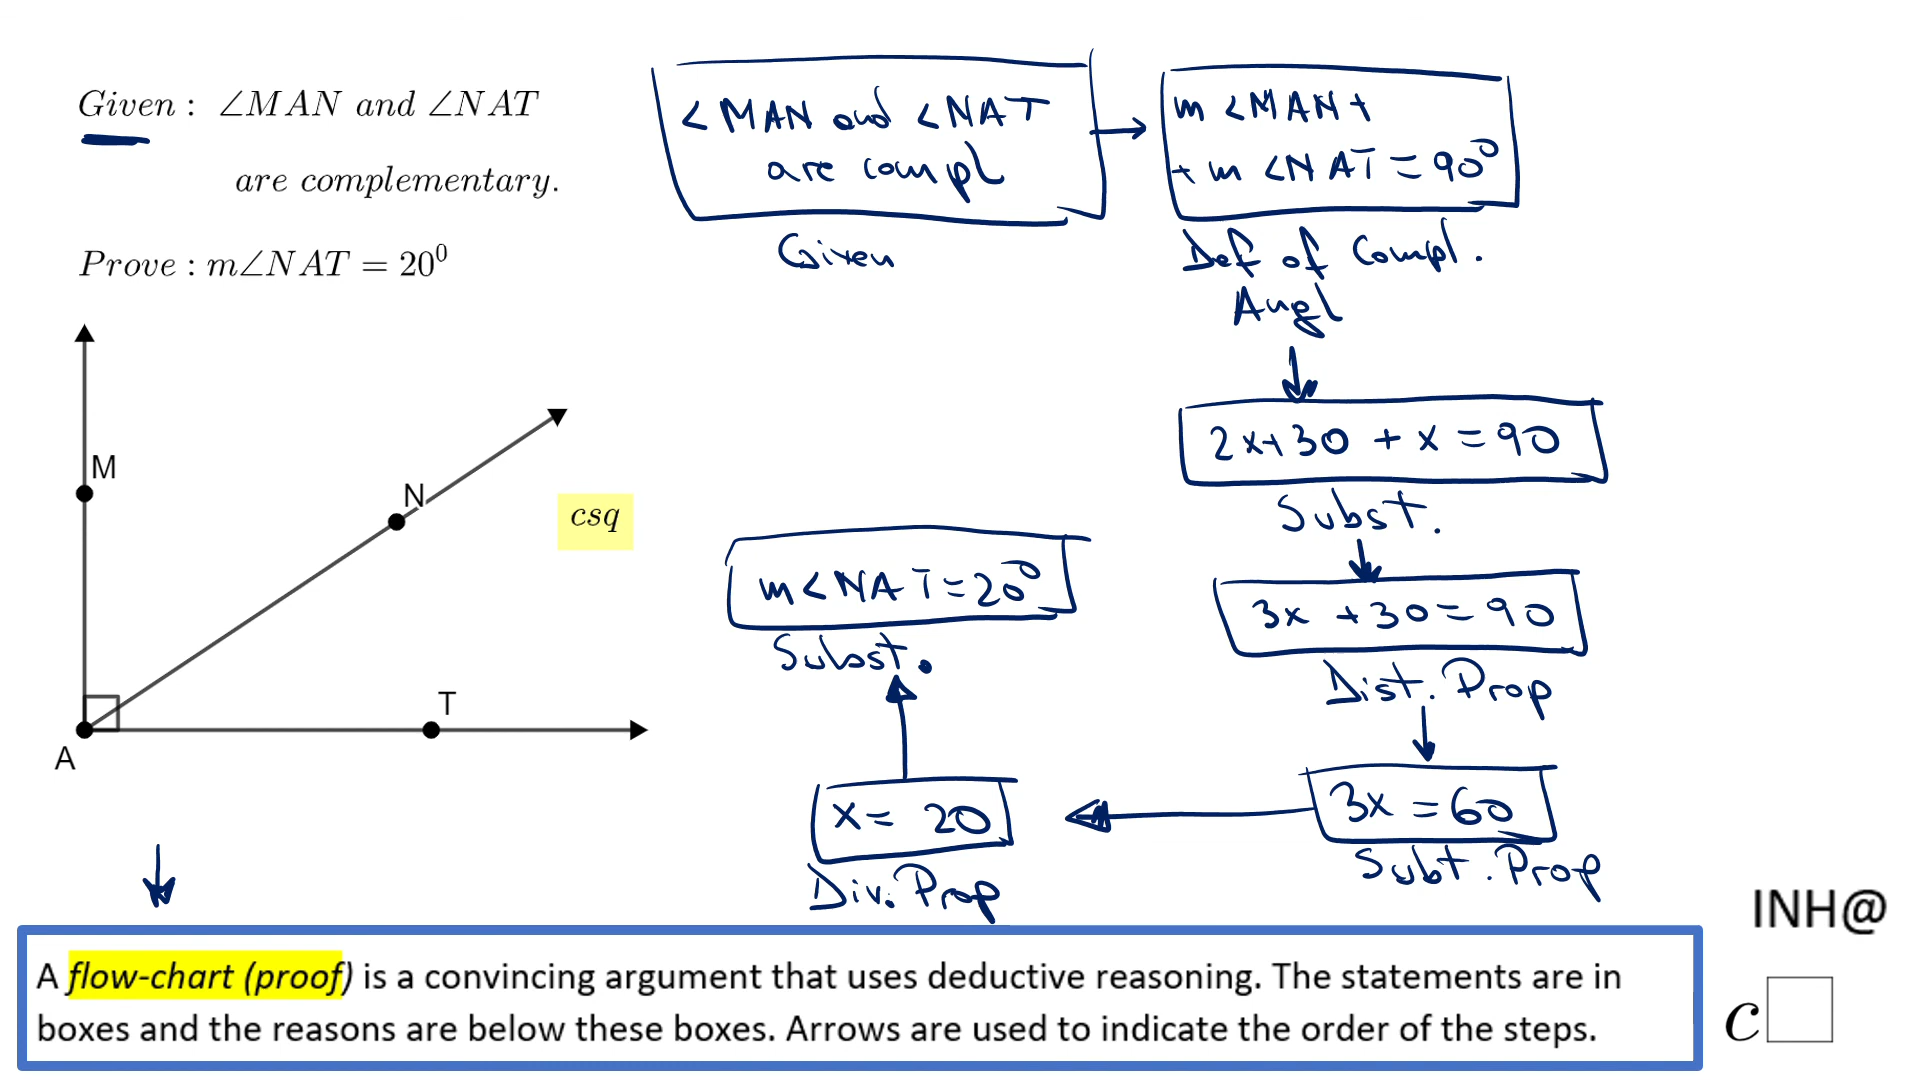 Given : ∠MAN and ∠NAT
are complementary.
Prove : m∠NAT = 20⁰
M
N
csq
T
A
∠MAN and ∠NAT
are compl
Given
m∠MAN +
+ m∠NAT = 90⁰
Def of Compl.
Angl
2x+30 + x = 90
Subst.
3x + 30 = 90
Dist. Prop
3x = 60
Subt. Prop
x = 20
Div. Prop
m∠NAT = 20⁰
Subst.
A flow-chart (proof) is a convincing argument that uses deductive reasoning. The statements are in
boxes and the reasons are below these boxes. Arrows are used to indicate the order of the steps.
INH@
c